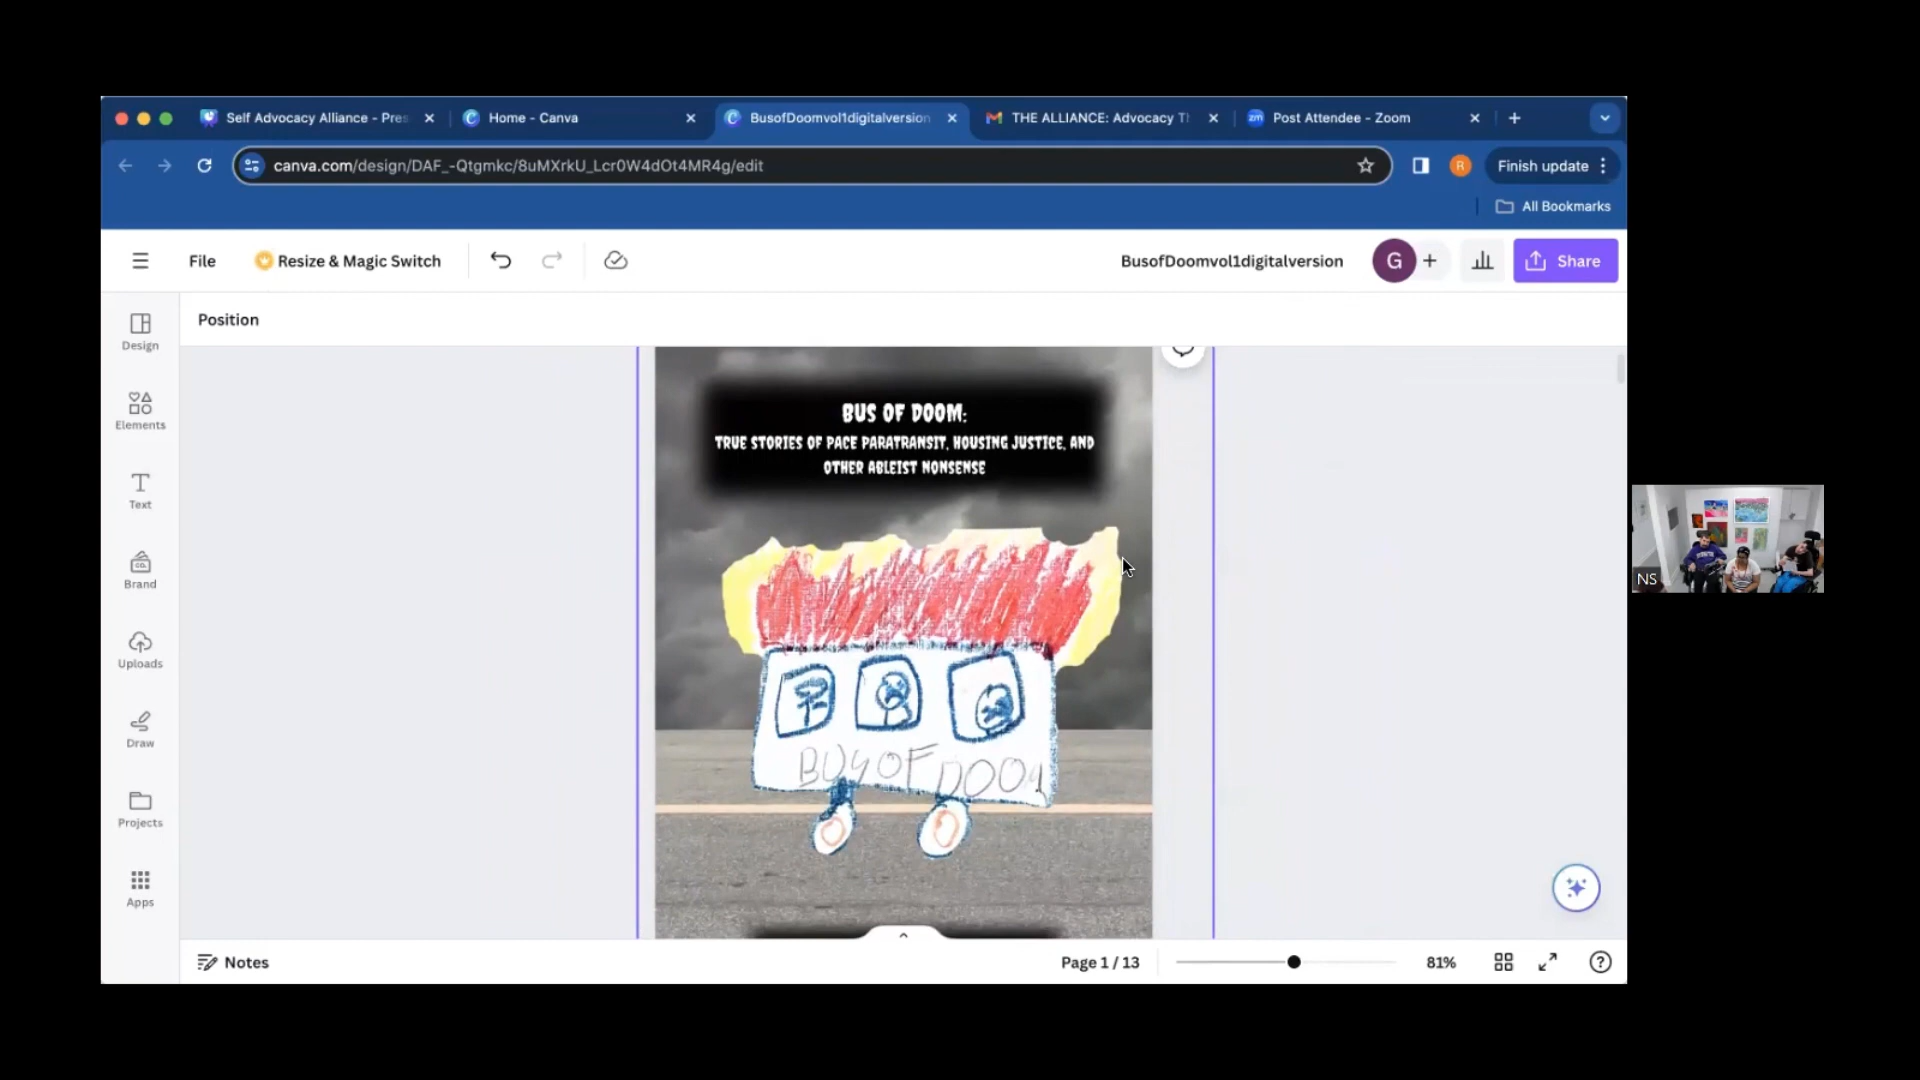 Self Advocacy Alliance - Pres
Home - Canva
BusofDoomvol1digitalversion
THE ALLIANCE: Advocacy Th
Post Attendee - Zoom
canva.com/design/DAF_-Qtgmkc/8uMXrkU_Lcr0W4dOt4MR4g/edit
R
Finish update
All Bookmarks
File
Resize & Magic Switch
BusofDoomvol1digitalversion
G
Share
Position
Design
Elements
Text
Brand
Uploads
Draw
Projects
Apps
BUS OF DOOM:
TRUE STORIES OF PACE PARATRANSIT, HOUSING JUSTICE, AND
OTHER ABLEIST NONSENSE
BUS OF DOOM
NS
Notes
Page 1 / 13
81%